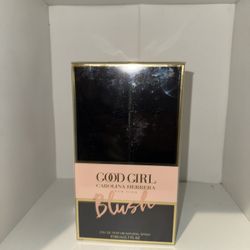 GOOD GIRL
CAROLINA HERRERA
NEW YORK
Blush
EAU DE PARFUM NATURAL SPRAY